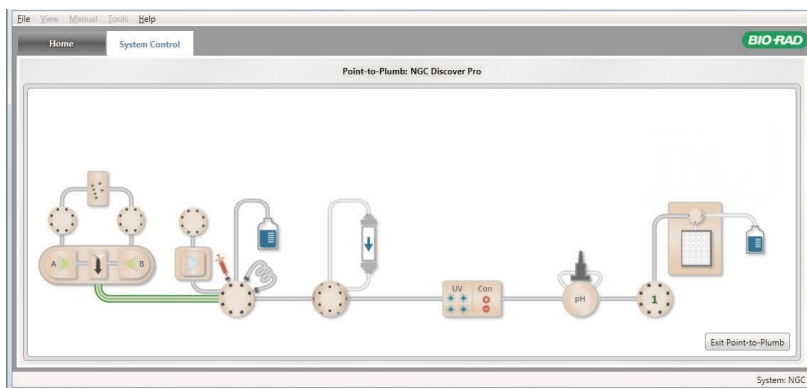 File View Manual Tools Help
Home System Control BIO-RAD
Point-to-Plumb: NGC Discover Pro
A B
UV Con
pH
1
Exit Point-to-Plumb
System: NGC